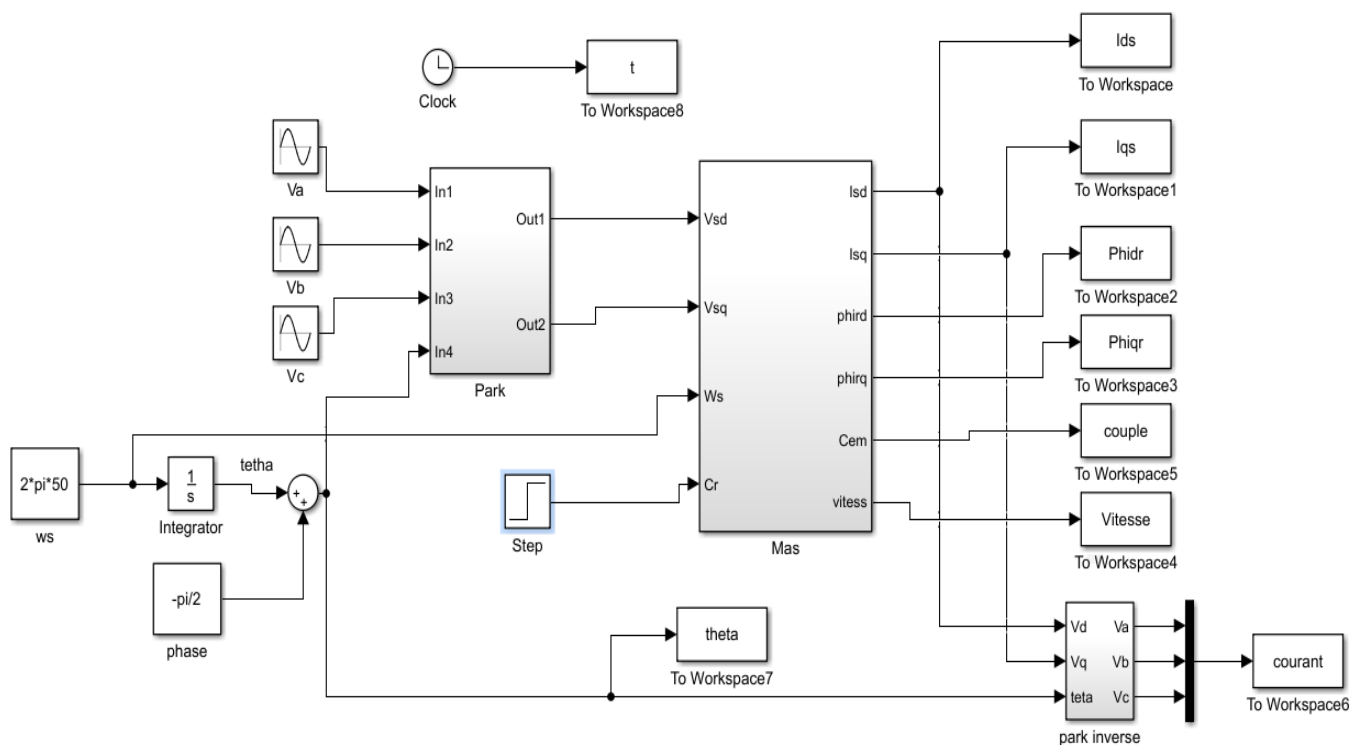 Clock
t
To Workspace8
Va
Vb
Vc
In1
In2
In3
In4
Out1
Out2
Park
2*pi*50
ws
1
s
Integrator
tetha
+
+
-pi/2
phase
Step
Vsd
Vsq
Ws
Cr
Isd
Isq
phird
phirq
Cem
vitess
Mas
Ids
To Workspace
Iqs
To Workspace1
Phidr
To Workspace2
Phiqr
To Workspace3
couple
To Workspace5
Vitesse
To Workspace4
theta
To Workspace7
Vd
Vq
teta
Va
Vb
Vc
park inverse
courant
To Workspace6